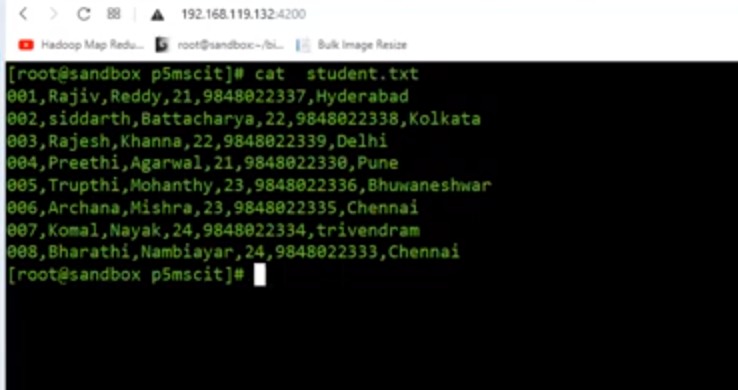 192.168.119.132:4200
Hadoop Map Redu... root@sandbox:~/bi... Bulk Image Resize
[root@sandbox p5mscit]# cat  student.txt
001,Rajiv,Reddy,21,9848022337,Hyderabad
002,siddarth,Battacharya,22,9848022338,Kolkata
003,Rajesh,Khanna,22,9848022339,Delhi
004,Preethi,Agarwal,21,9848022330,Pune
005,Trupthi,Mohanthy,23,9848022336,Bhuwaneshwar
006,Archana,Mishra,23,9848022335,Chennai
007,Komal,Nayak,24,9848022334,trivendram
008,Bharathi,Nambiayar,24,9848022333,Chennai
[root@sandbox p5mscit]#